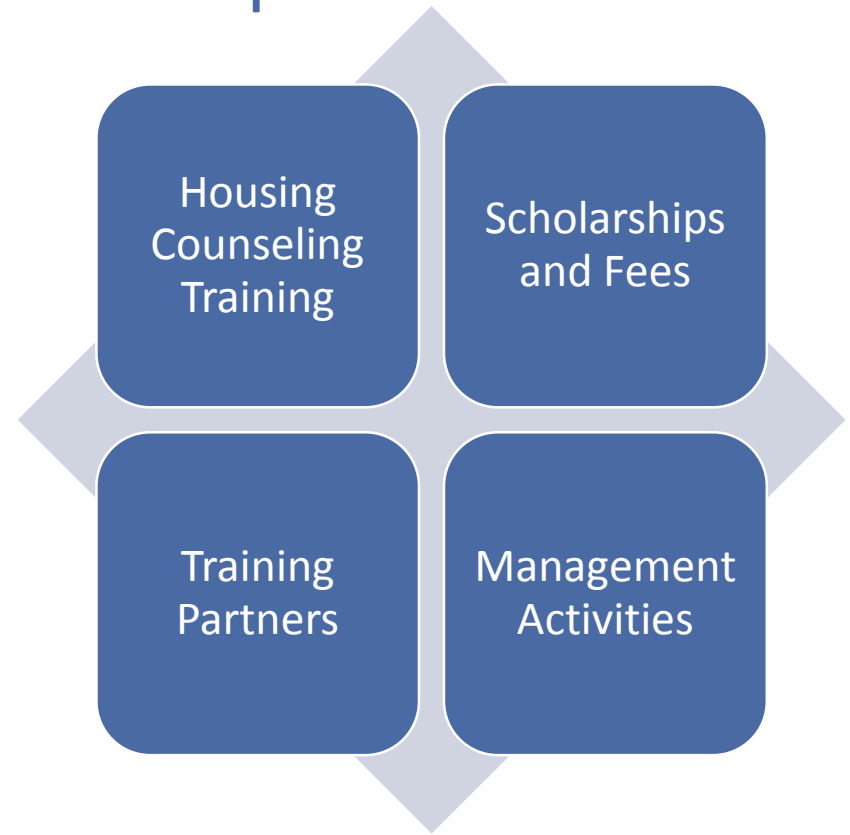 Housing
Counseling
Training
Scholarships
and Fees
Training
Partners
Management
Activities